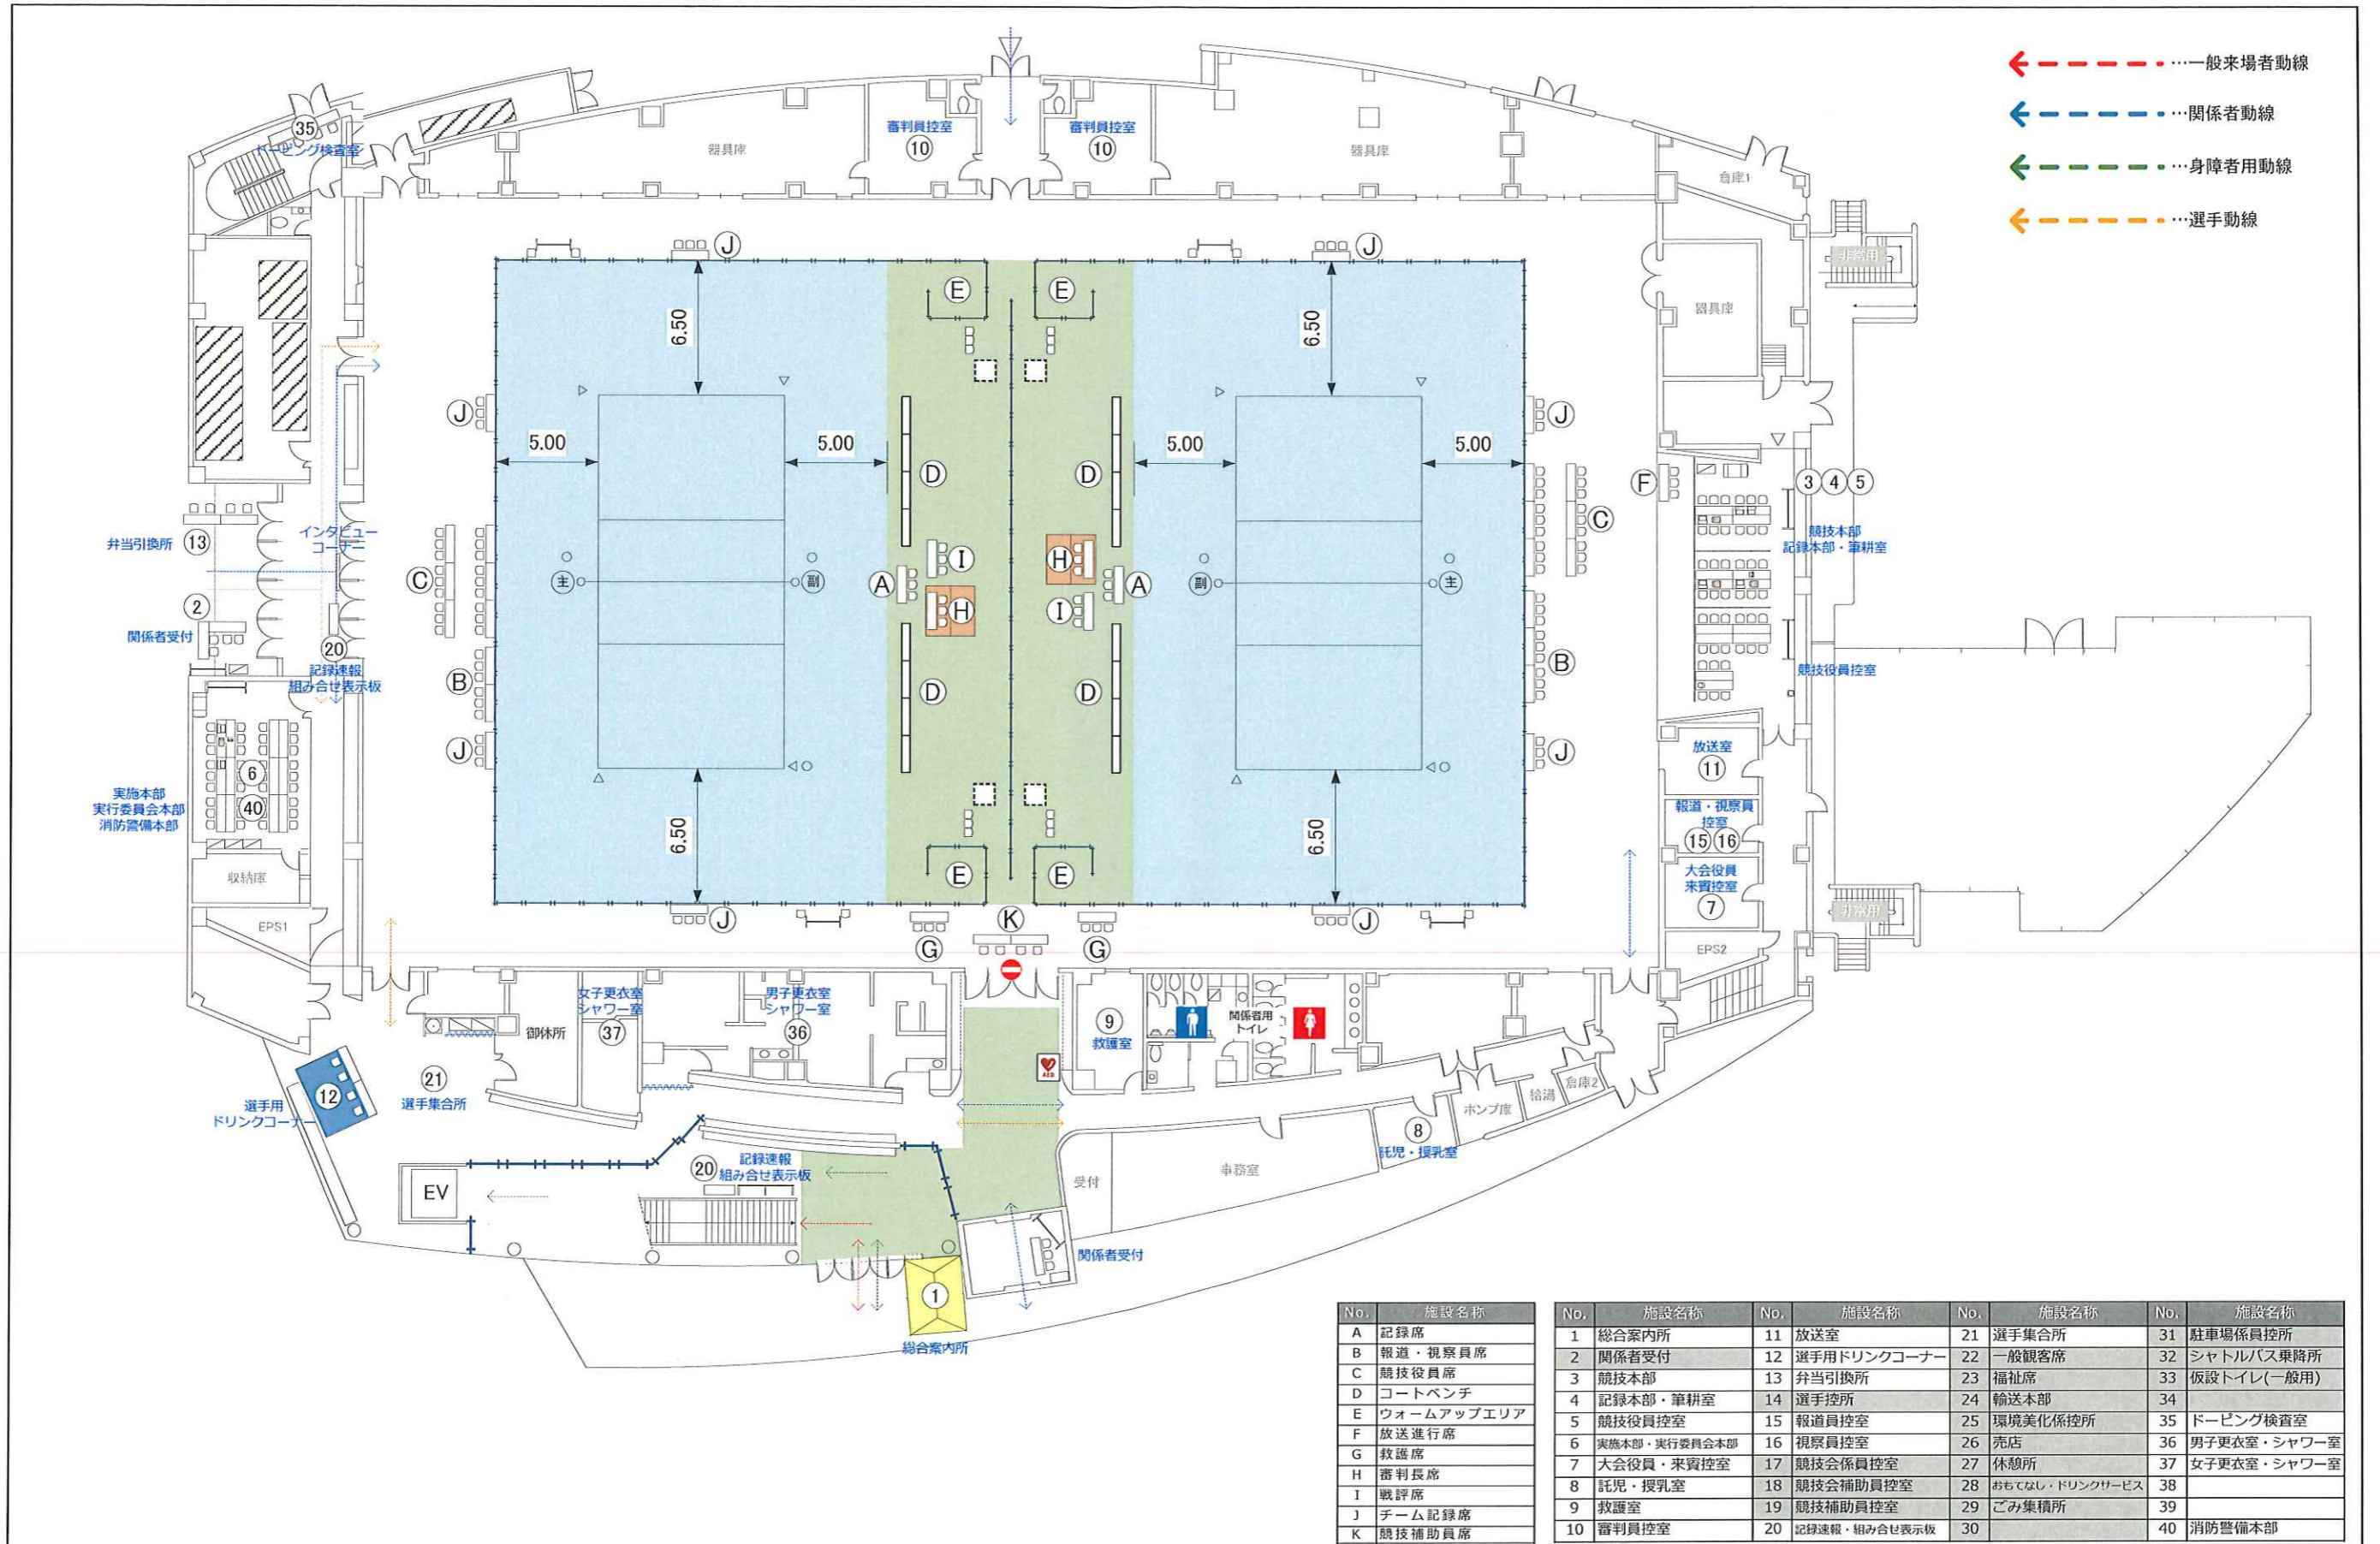 …一般来場者動線
…関係者動線
…身障者用動線
…選手動線
35
ドーピング検査室
器具庫
審判員控室
10
審判員控室
10
器具庫
倉庫1
非常用
器具庫
J
J
E
E
6.50
6.50
J
J
5.00
5.00
5.00
5.00
D
D
F
3 4 5
C
競技本部
記録本部・筆耕室
弁当引換所
13
インタビュー
コーナー
I
H
C
主
副
A
A
副
主
2
H
I
関係者受付
20
記録速報
組み合せ表示板
B
D
D
B
競技役員控室
J
J
放送室
11
6
40
実施本部
実行委員会本部
消防警備本部
報道・視察員
控室
15 16
6.50
6.50
収納庫
E
E
大会役員
来賓控室
7
非常用
EPS1
J
K
J
G
G
EPS2
女子更衣室
シャワー室
37
男子更衣室
シャワー室
36
御休所
9
救護室
関係者用
トイレ
AED
12
選手用
ドリンクコーナー
21
選手集合所
倉庫2
給湯
ポンプ庫
8
託児・授乳室
20
記録速報
組み合せ表示板
EV
受付
事務室
関係者受付
1
総合案内所
No. 施設名称
A 記録席
B 報道・視察員席
C 競技役員席
D コートベンチ
E ウォームアップエリア
F 放送進行席
G 救護席
H 審判長席
I 戦評席
J チーム記録席
K 競技補助員席
No. 施設名称 No. 施設名称 No. 施設名称 No. 施設名称
1 総合案内所 11 放送室 21 選手集合所 31 駐車場係員控所
2 関係者受付 12 選手用ドリンクコーナー 22 一般観客席 32 シャトルバス乗降所
3 競技本部 13 弁当引換所 23 福祉席 33 仮設トイレ(一般用)
4 記録本部・筆耕室 14 選手控所 24 輸送本部 34
5 競技役員控室 15 報道員控室 25 環境美化係控所 35 ドーピング検査室
6 実施本部・実行委員会本部 16 視察員控室 26 売店 36 男子更衣室・シャワー室
7 大会役員・来賓控室 17 競技会係員控室 27 休憩所 37 女子更衣室・シャワー室
8 託児・授乳室 18 競技会補助員控室 28 おもてなし・ドリンクサービス 38
9 救護室 19 競技補助員控室 29 ごみ集積所 39
10 審判員控室 20 記録速報・組み合せ表示板 30 40 消防警備本部